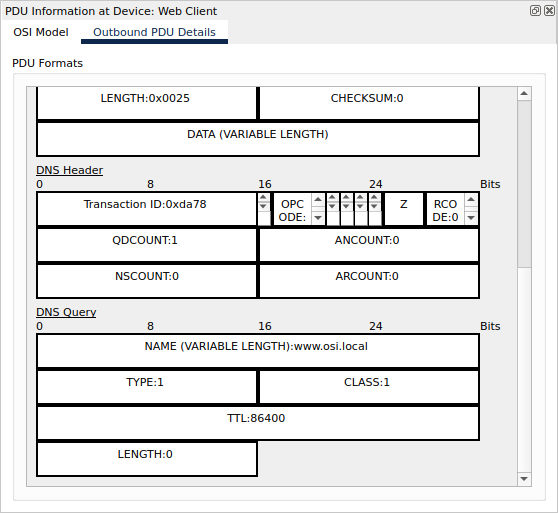 PDU Information at Device: Web Client
OSI Model Outbound PDU Details
PDU Formats
LENGTH:0x0025 CHECKSUM:0
DATA (VARIABLE LENGTH)
DNS Header
0 8 16 24 Bits
Transaction ID:0xda78 OPC Z RCO
ODE: DE:0
QDCOUNT:1 ANCOUNT:0
NSCOUNT:0 ARCOUNT:0
DNS Query
0 8 16 24 Bits
NAME (VARIABLE LENGTH):www.osi.local
TYPE:1 CLASS:1
TTL:86400
LENGTH:0